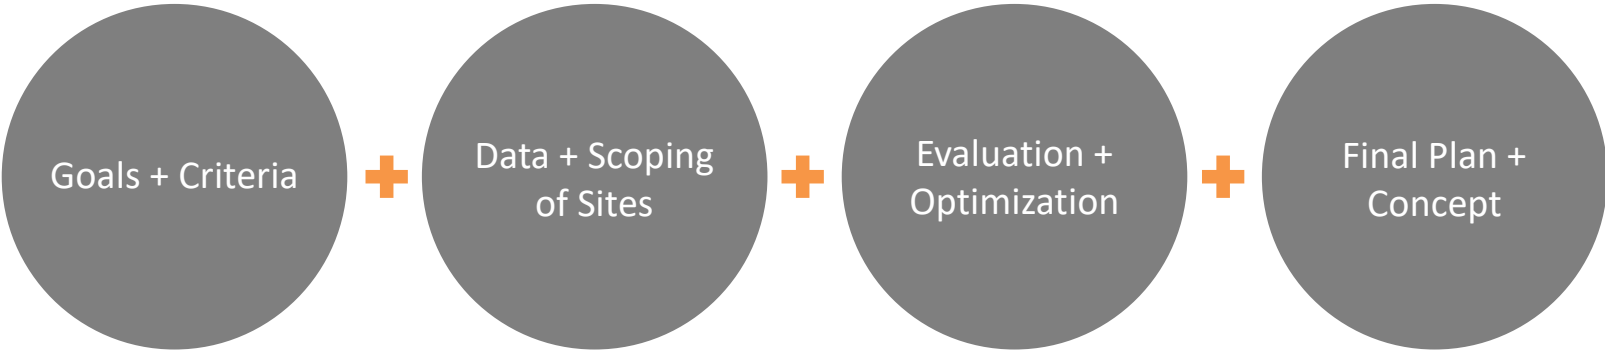 Goals + Criteria
Data + Scoping
of Sites
Evaluation +
Optimization
Final Plan +
Concept